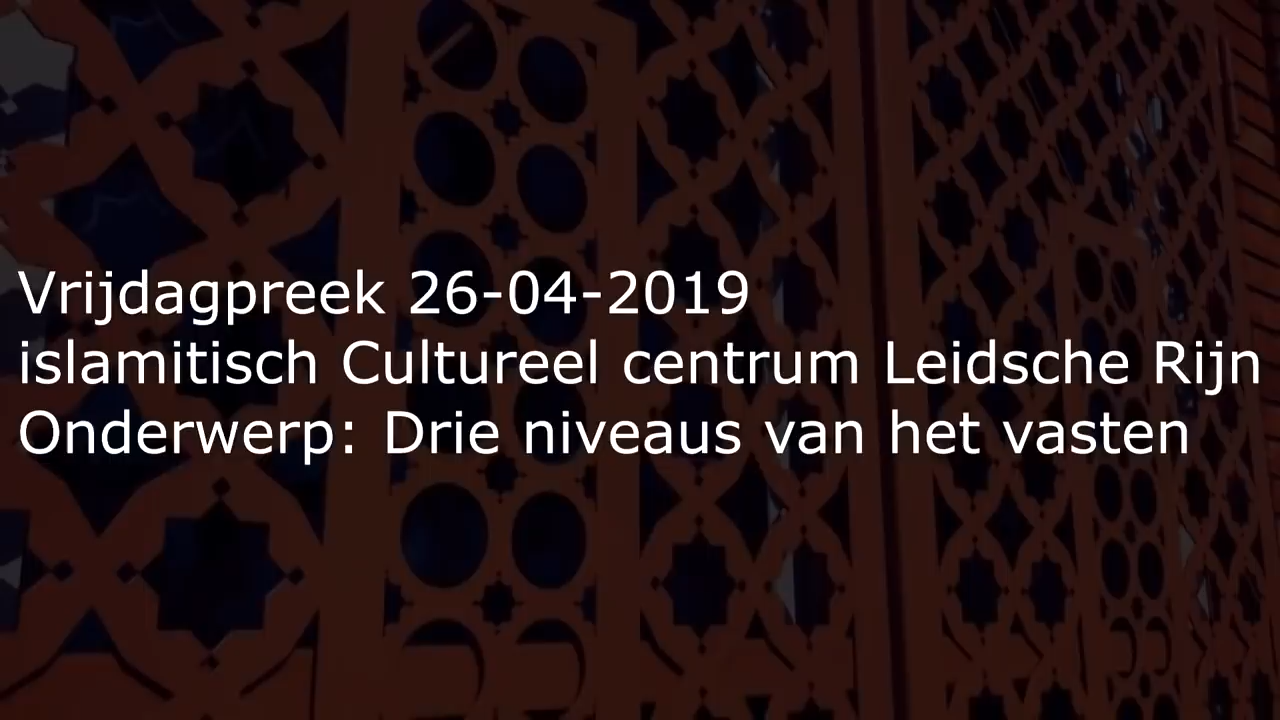 Vrijdagpreek 26-04-2019
islamitisch Cultureel centrum Leidsche Rijn
Onderwerp: Drie niveaus van het vasten